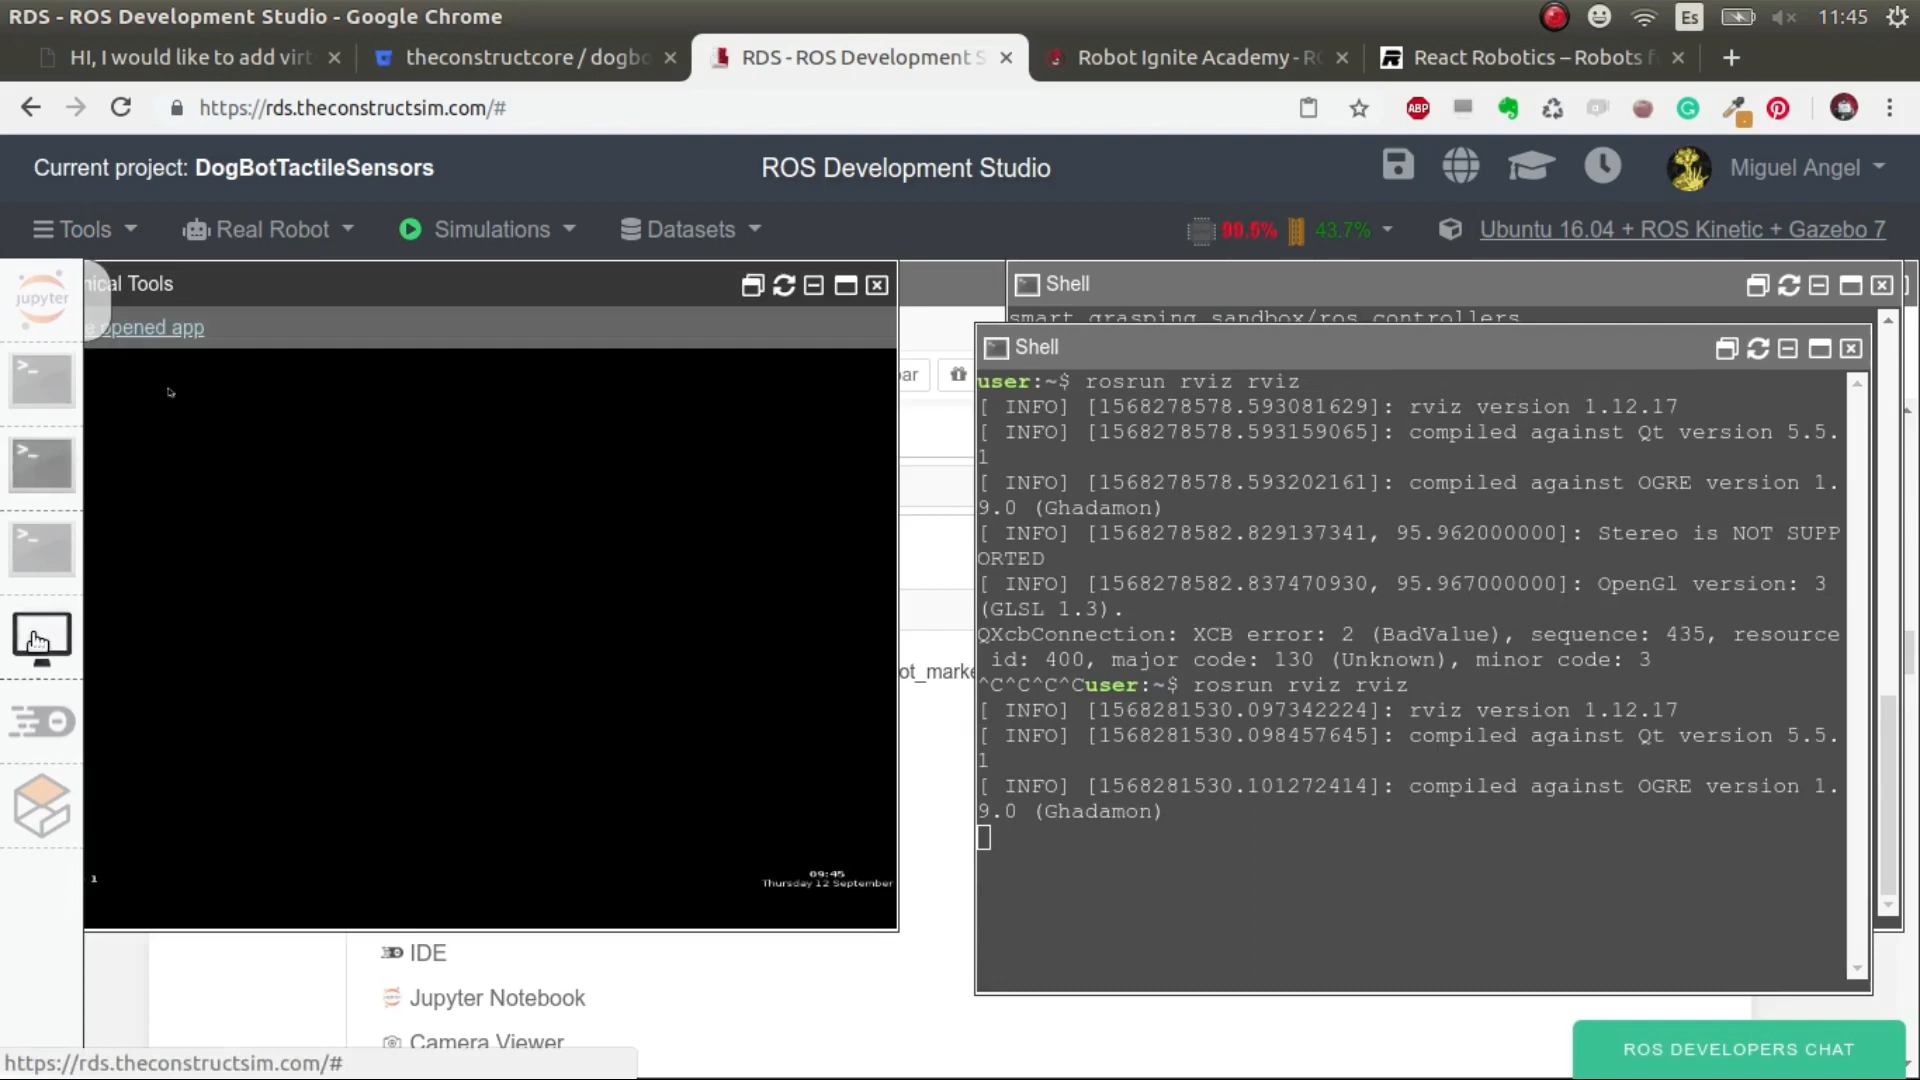 RDS - ROS Development Studio - Google Chrome
Es
11:45
HI, I would like to add virt
theconstructcore / dogbo
RDS - ROS Development S
Robot Ignite Academy - RO
React Robotics – Robots f
https://rds.theconstructsim.com/#
ABP
Current project: DogBotTactileSensors
ROS Development Studio
Miguel Angel
Tools
Real Robot
Simulations
Datasets
99.5%
43.7%
Ubuntu 16.04 + ROS Kinetic + Gazebo 7
jupyter
hical Tools
e opened app
Shell
smart_grasping_sandbox/ros_controllers
Shell
bar
user:~$ rosrun rviz rviz
[ INFO] [1568278578.593081629]: rviz version 1.12.17
[ INFO] [1568278578.593159065]: compiled against Qt version 5.5.
1
[ INFO] [1568278578.593202161]: compiled against OGRE version 1.
9.0 (Ghadamon)
[ INFO] [1568278582.829137341, 95.962000000]: Stereo is NOT SUPP
ORTED
[ INFO] [1568278582.837470930, 95.967000000]: OpenGl version: 3
(GLSL 1.3).
QXcbConnection: XCB error: 2 (BadValue), sequence: 435, resource
id: 400, major code: 130 (Unknown), minor code: 3
^C^C^C^Cuser:~$ rosrun rviz rviz
[ INFO] [1568281530.097342224]: rviz version 1.12.17
[ INFO] [1568281530.098457645]: compiled against Qt version 5.5.
1
[ INFO] [1568281530.101272414]: compiled against OGRE version 1.
9.0 (Ghadamon)
ot_marke
1
09:45
Thursday 12 September
IDE
Jupyter Notebook
Camera Viewer
https://rds.theconstructsim.com/#
ROS DEVELOPERS CHAT